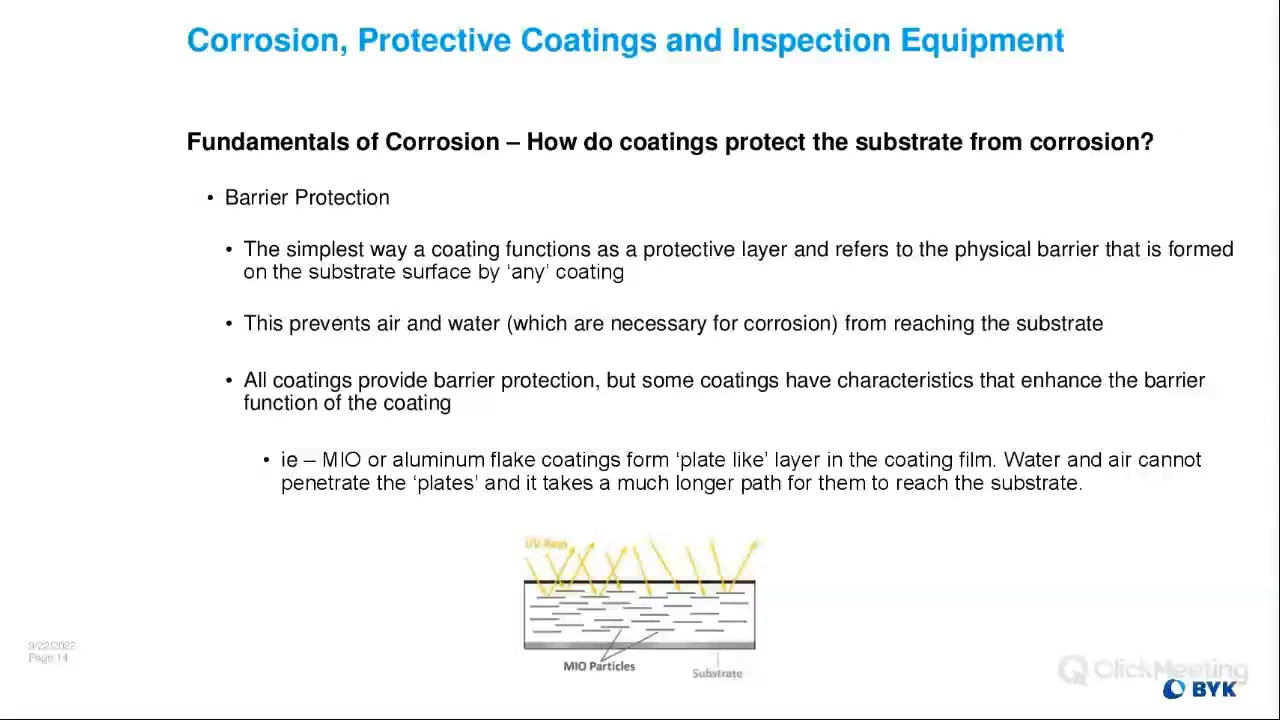 Corrosion, Protective Coatings and Inspection Equipment
Fundamentals of Corrosion – How do coatings protect the substrate from corrosion?
• Barrier Protection
• The simplest way a coating functions as a protective layer and refers to the physical barrier that is formed
on the substrate surface by ‘any’ coating
• This prevents air and water (which are necessary for corrosion) from reaching the substrate
• All coatings provide barrier protection, but some coatings have characteristics that enhance the barrier
function of the coating
• ie – MIO or aluminum flake coatings form ‘plate like’ layer in the coating film. Water and air cannot
penetrate the ‘plates’ and it takes a much longer path for them to reach the substrate.
UV Rays
MIO Particles
Substrate
9/22/2022
Page 14
ClickMeeting
BYK